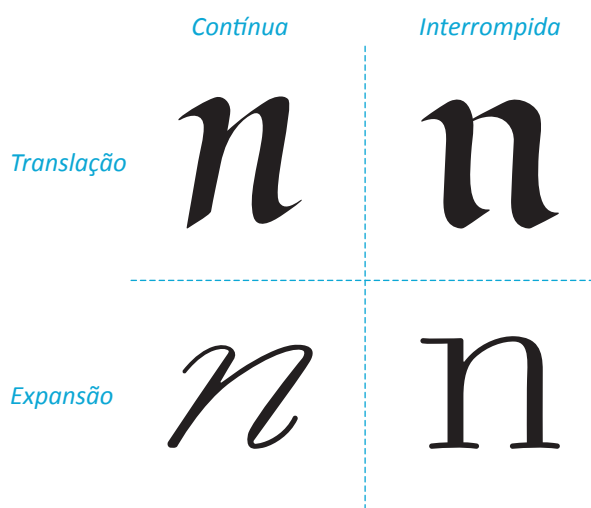 Contínua Interrompida
Translação
n n
Expansão
n n